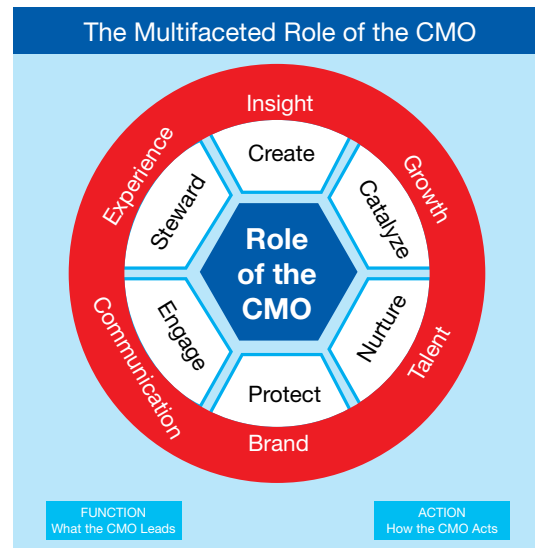 The Multifaceted Role of the CMO
Insight
Growth
Talent
Brand
Communication
Experience
Create
Catalyze
Nurture
Protect
Engage
Steward
Role
of the
CMO
FUNCTION
What the CMO Leads
ACTION
How the CMO Acts